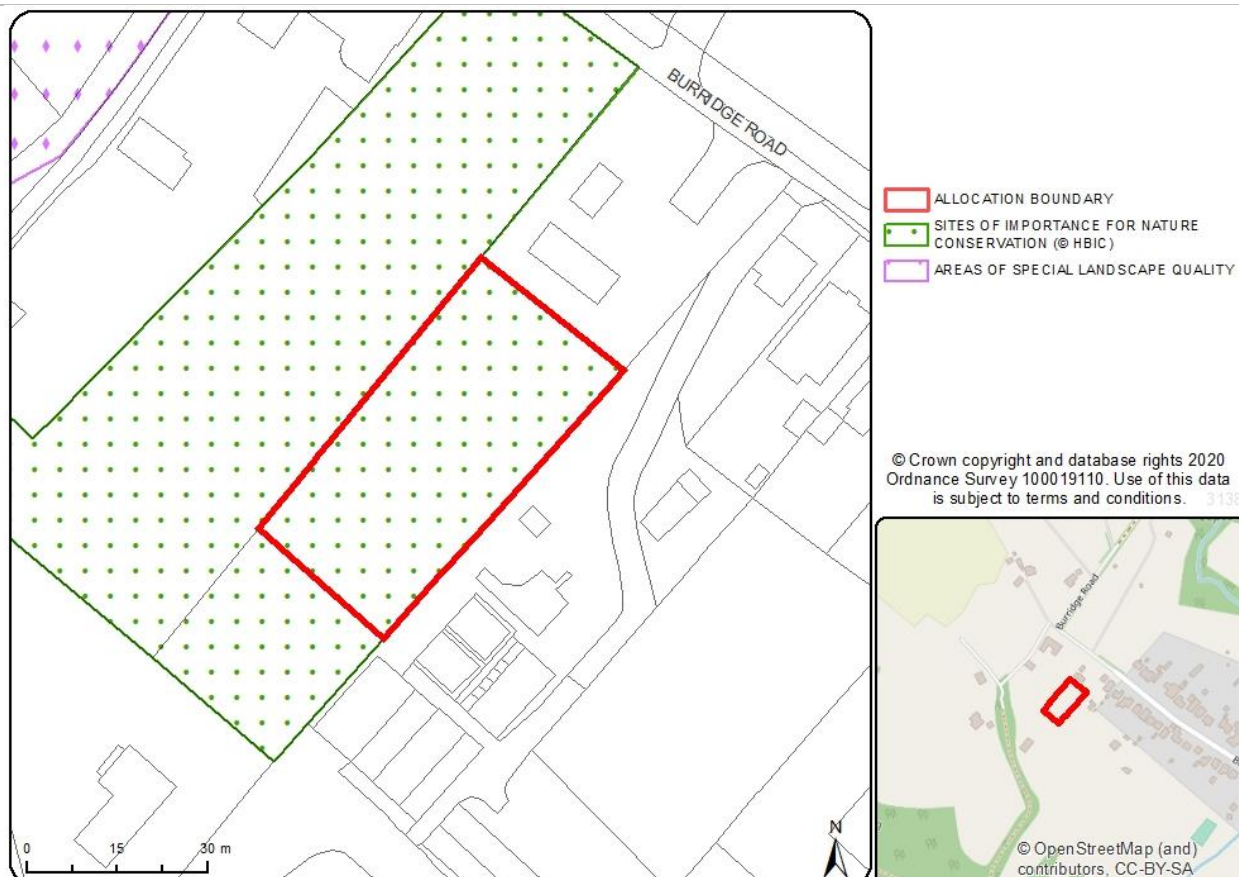 BURRIDGE ROAD
ALLOCATION BOUNDARY
SITES OF IMPORTANCE FOR NATURE
CONSERVATION (© HBIC)
AREAS OF SPECIAL LANDSCAPE QUALITY
© Crown copyright and database rights 2020
Ordnance Survey 100019110. Use of this data
is subject to terms and conditions. 3138
0 15 30 m
N
Burridge Road
B
© OpenStreetMap (and)
contributors, CC-BY-SA